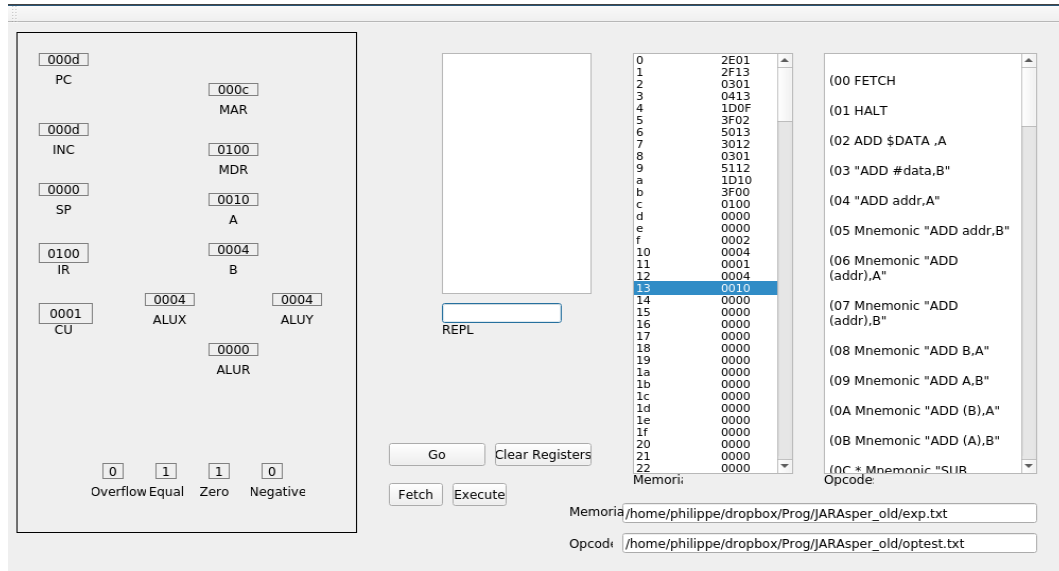 000d
PC
000c
MAR
000d
INC
0100
MDR
0000
SP
0010
A
0100
IR
0004
B
0001
CU
0004
ALUX
0004
ALUY
0000
ALUR
0 1 1 0
Overflow Equal Zero Negative
REPL
Go Clear Registers
Fetch Execute
0 2E01
1 2F13
2 0301
3 0413
4 1D0F
5 3F02
6 5013
7 3012
8 0301
9 5112
a 1D10
b 3F00
c 0100
d 0000
e 0000
f 0002
10 0004
11 0001
12 0004
13 0010
14 0000
15 0000
16 0000
17 0000
18 0000
19 0000
1a 0000
1b 0000
1c 0000
1d 0000
1e 0000
1f 0000
20 0000
21 0000
22 0000
Memoria
(00 FETCH
(01 HALT
(02 ADD $DATA ,A
(03 "ADD #data,B"
(04 "ADD addr,A"
(05 Mnemonic "ADD addr,B"
(06 Mnemonic "ADD
(addr),A"
(07 Mnemonic "ADD
(addr),B"
(08 Mnemonic "ADD B,A"
(09 Mnemonic "ADD A,B"
(0A Mnemonic "ADD (B),A"
(0B Mnemonic "ADD (A),B"
(0C * Mnemonic "SUB
Opcode
Memoria /home/philippe/dropbox/Prog/JARAsper_old/exp.txt
Opcode /home/philippe/dropbox/Prog/JARAsper_old/optest.txt